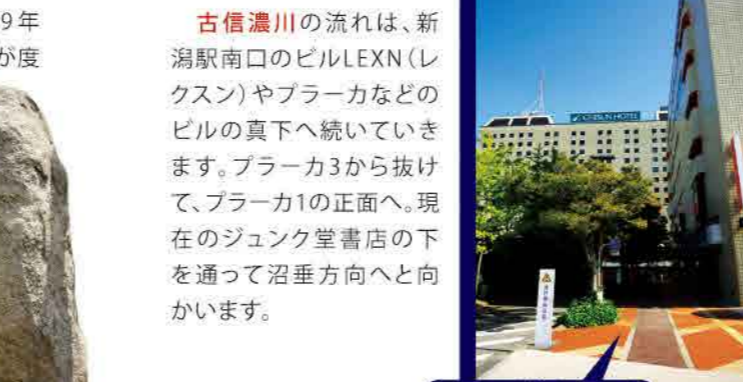 9年
が度
古信濃川の流れは、新
潟駅南口のビルLEXN（レ
クスン）やプラーカなどの
ビルの真下へ続いていき
ます。プラーカ3から抜け
て、プラーカ1の正面へ。現
在のジュンク堂書店の下
を通って沼垂方向へと向
かいます。
HOTEL